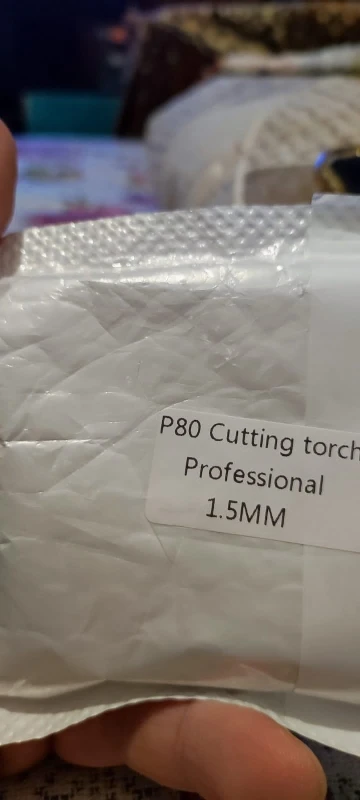 P80 Cutting torch
Professional
1.5MM